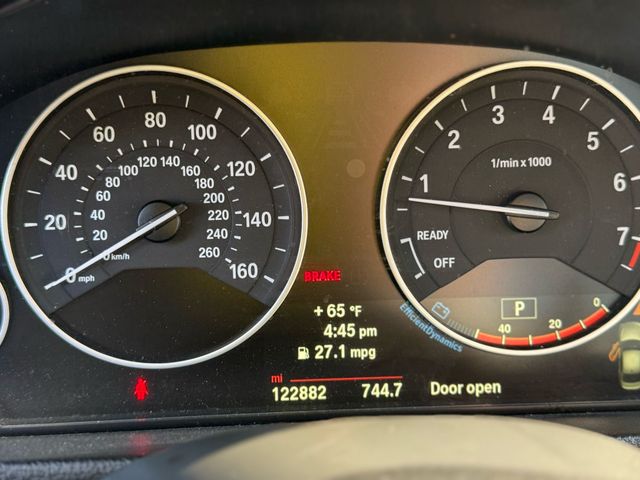 0 20 40 60 80 100 120 140 160
mph
0 20 40 60 80 100 120 140 160 180 200 220 240 260
km/h
1 2 3 4 5 6 7
1/min x 1000
READY
OFF
BRAKE
+ 65 °F
4:45 pm
27.1 mpg
mi
122882 744.7 Door open
P
40 20 0
EfficientDynamics